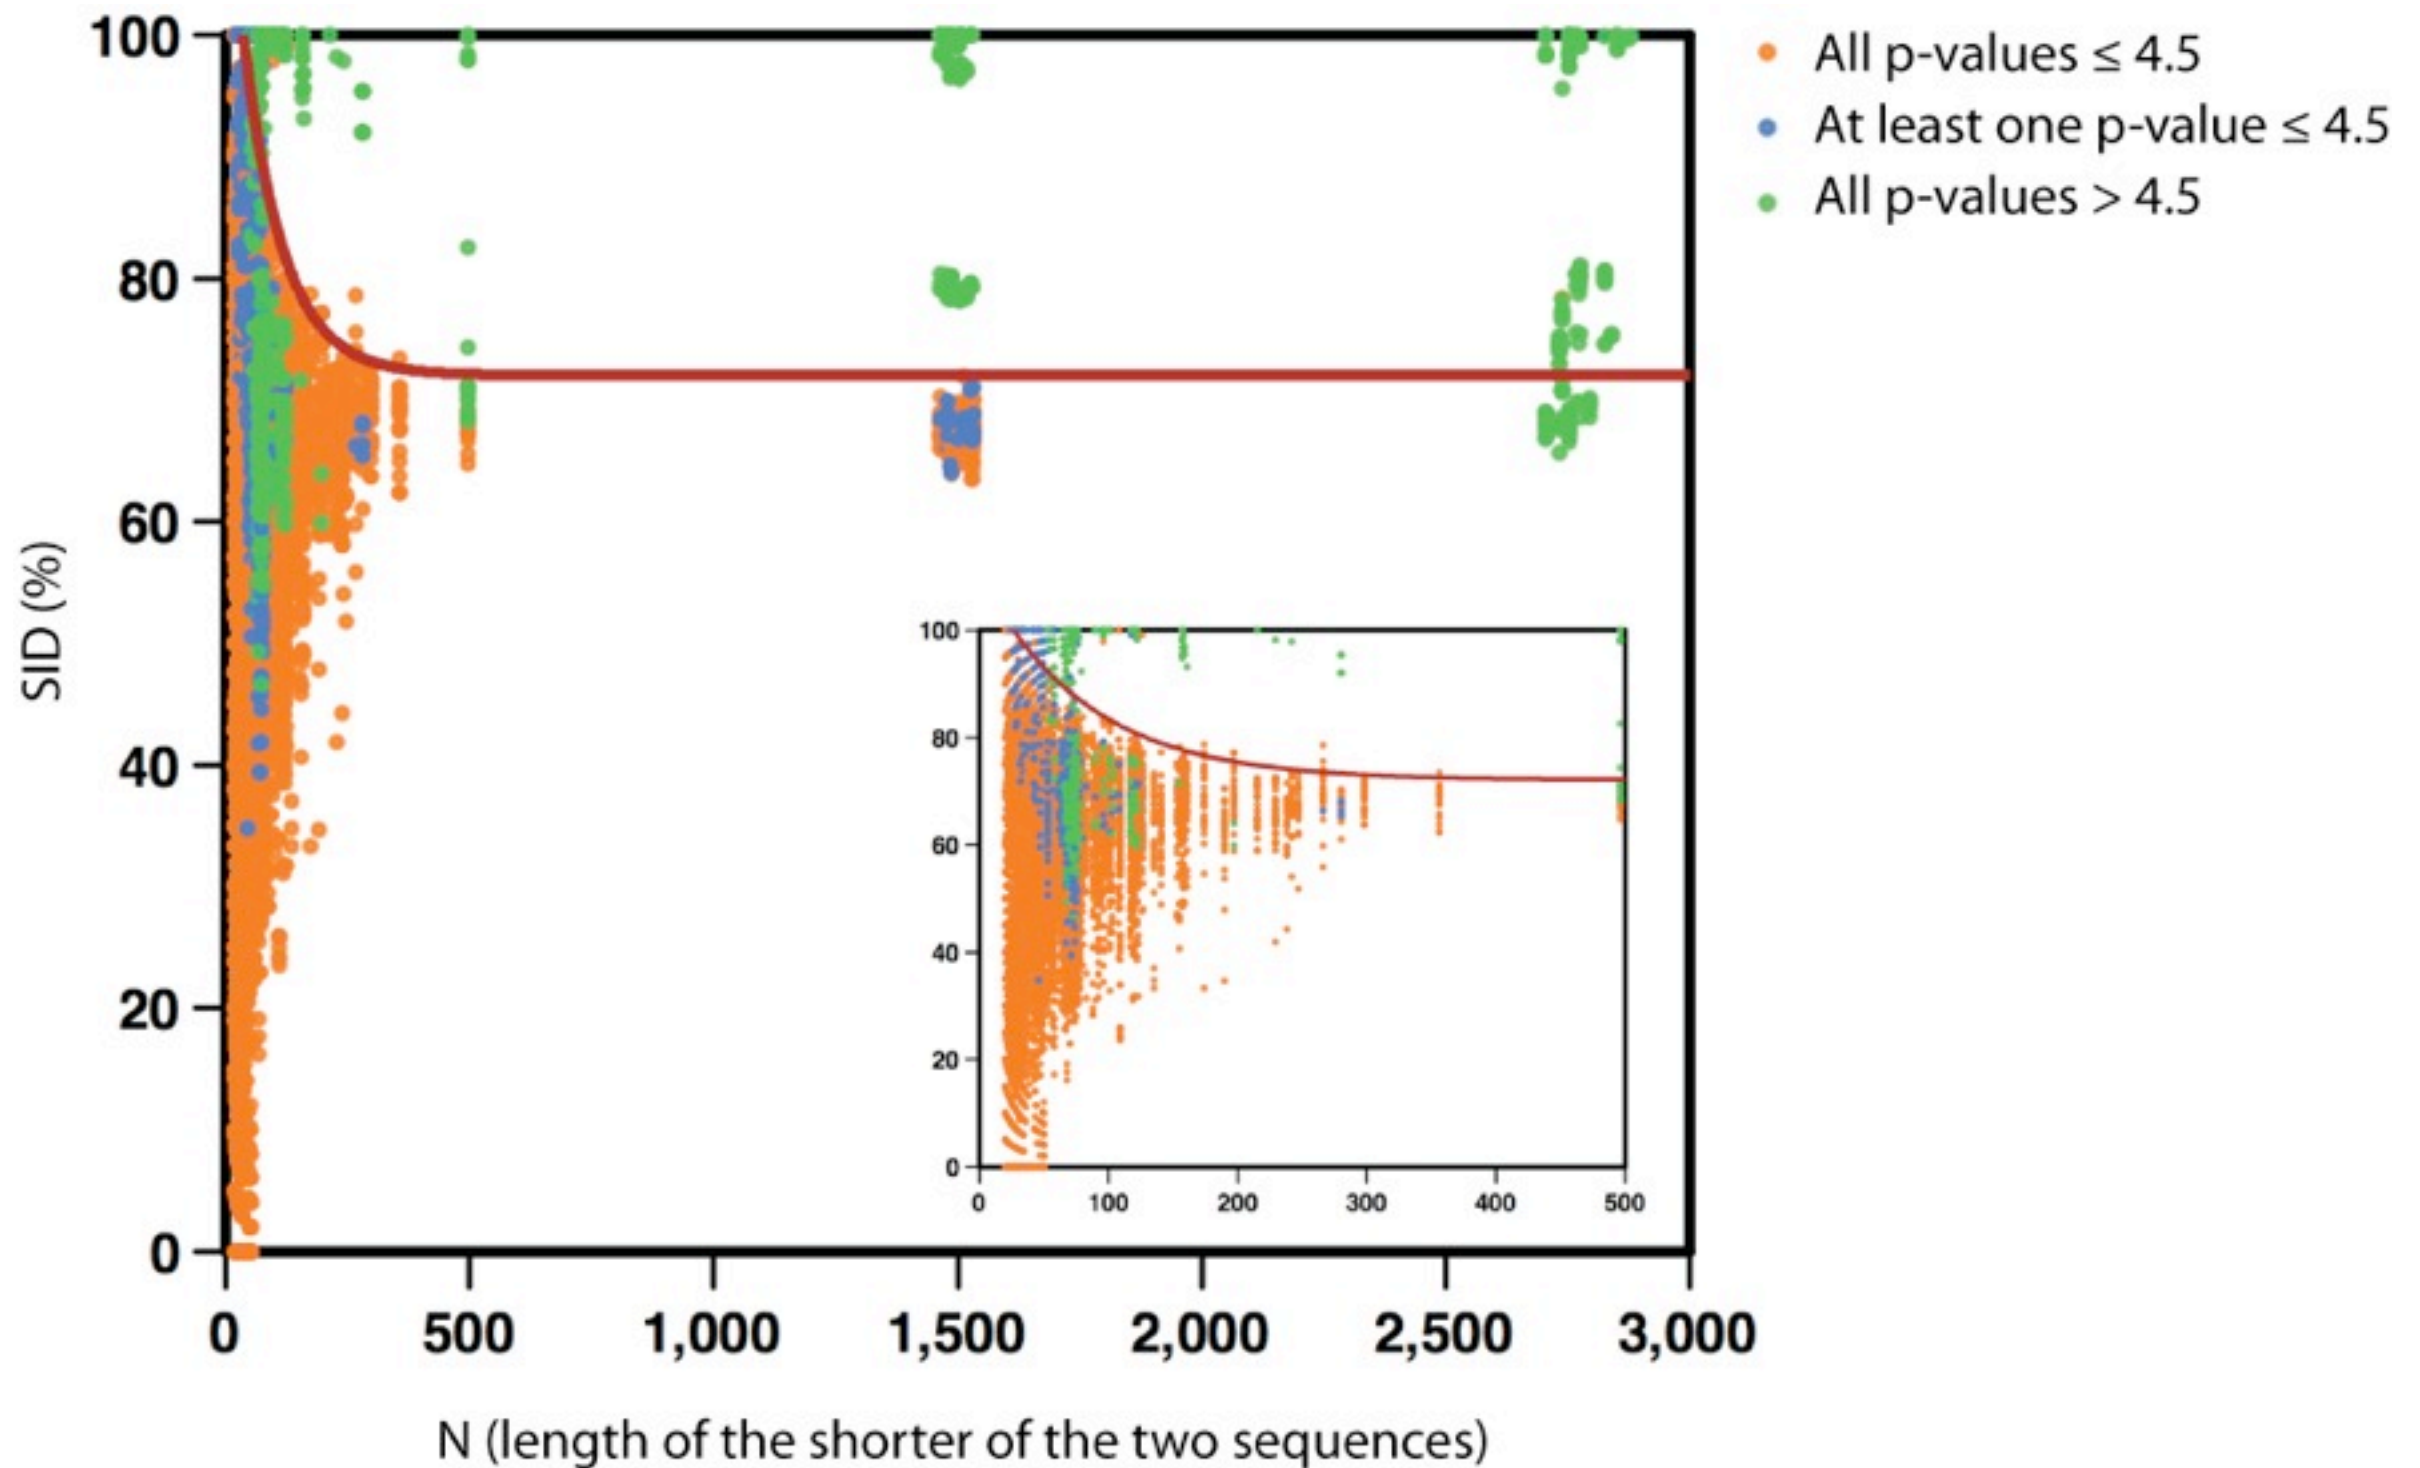 100
80
60
40
20
0
SID (%)
0 500 1,000 1,500 2,000 2,500 3,000
N (length of the shorter of the two sequences)
All p-values ≤ 4.5
At least one p-value ≤ 4.5
All p-values > 4.5
100
80
60
40
20
0
0 100 200 300 400 500